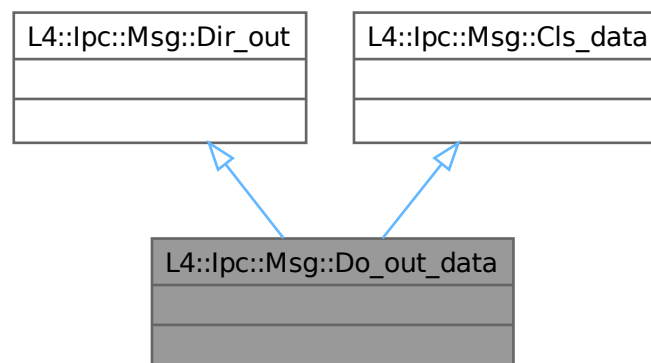 L4::Ipc::Msg::Dir_out
L4::Ipc::Msg::Cls_data
L4::Ipc::Msg::Do_out_data